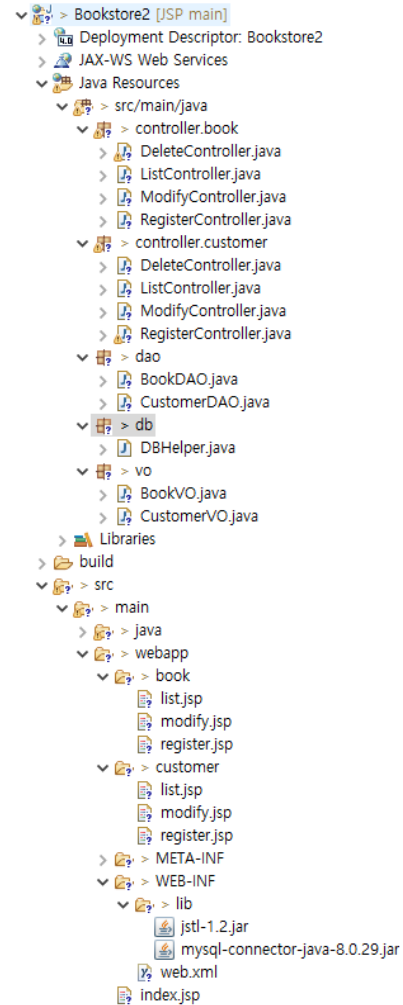 > Bookstore2 [JSP main]
Deployment Descriptor: Bookstore2
JAX-WS Web Services
Java Resources
> src/main/java
> controller.book
DeleteController.java
ListController.java
ModifyController.java
RegisterController.java
> controller.customer
DeleteController.java
ListController.java
ModifyController.java
RegisterController.java
> dao
BookDAO.java
CustomerDAO.java
> db
DBHelper.java
> vo
BookVO.java
CustomerVO.java
Libraries
build
> src
> main
> java
> webapp
> book
list.jsp
modify.jsp
register.jsp
> customer
list.jsp
modify.jsp
register.jsp
> META-INF
> WEB-INF
> lib
jstl-1.2.jar
mysql-connector-java-8.0.29.jar
web.xml
index.jsp